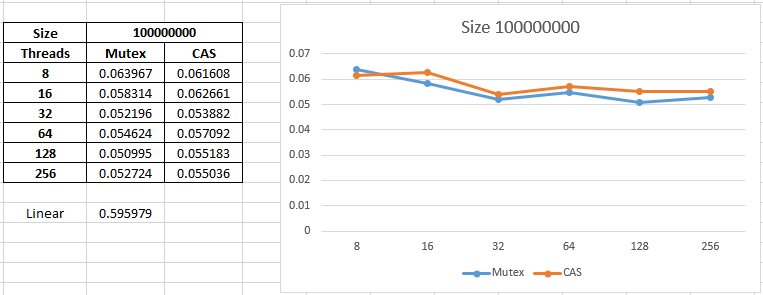 Size 100000000
Threads Mutex CAS
8 0.063967 0.061608
16 0.058314 0.062661
32 0.052196 0.053882
64 0.054624 0.057092
128 0.050995 0.055183
256 0.052724 0.055036
Linear 0.595979
Size 100000000
0.07
0.06
0.05
0.04
0.03
0.02
0.01
0
8 16 32 64 128 256
Mutex CAS